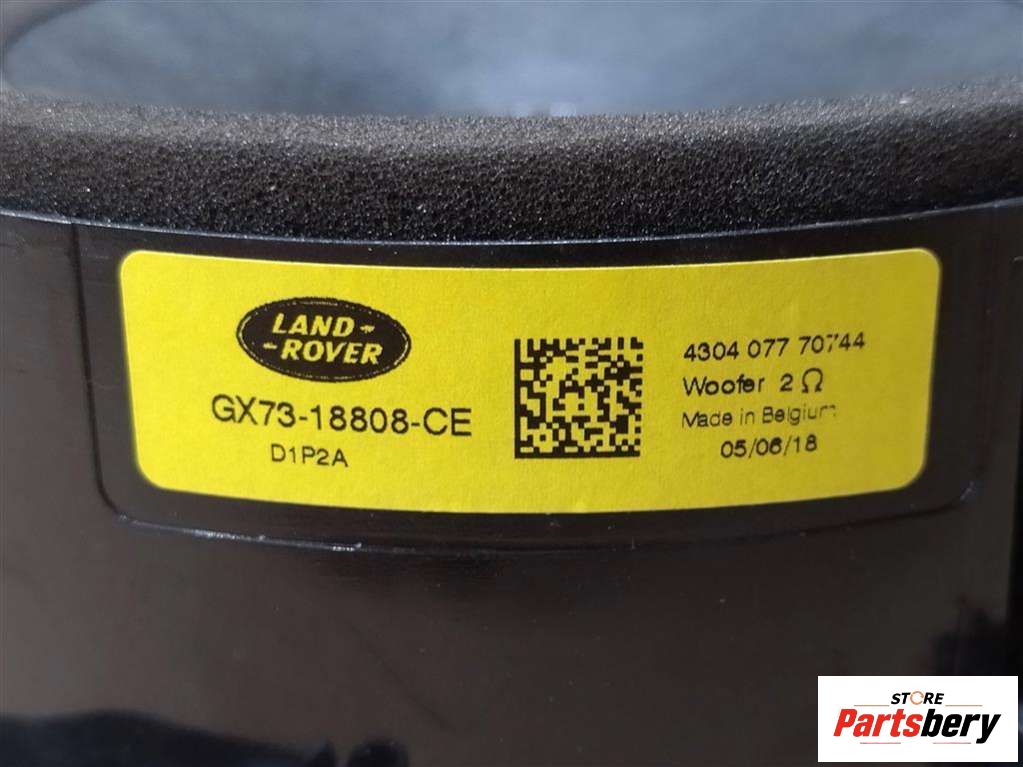 LAND-
-ROVER
GX73-18808-CE
D1P2A
4304 077 70744
Woofer 2 Ω
Made in Belgium
05/06/18
STORE
Partsbery